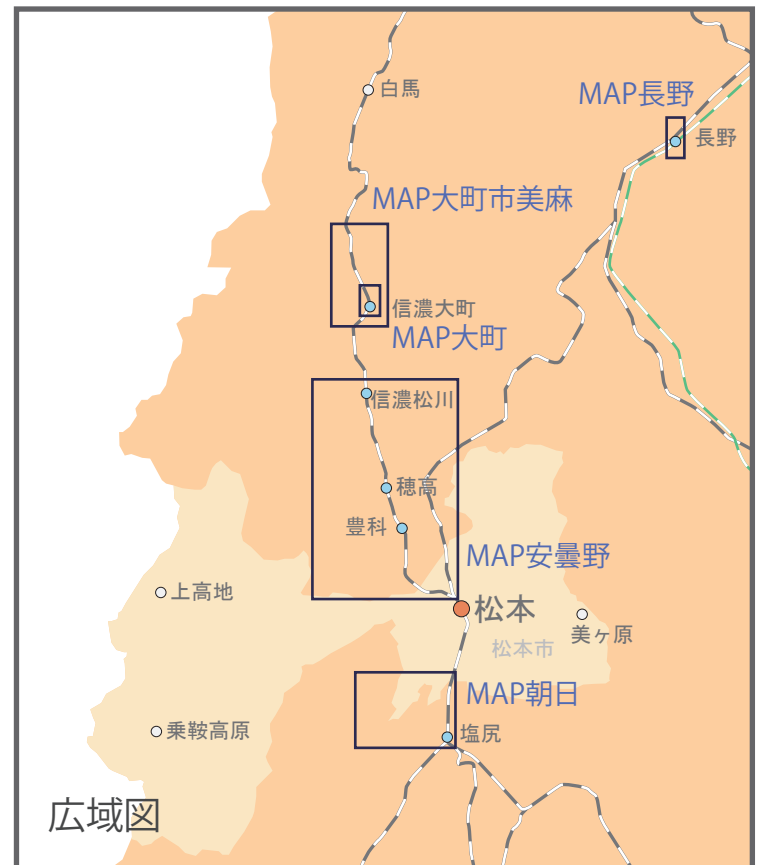 白馬
MAP長野
長野
MAP大町市美麻
信濃大町
MAP大町
信濃松川
穂高
豊科
MAP安曇野
上高地
松本
美ヶ原
松本市
MAP朝日
乗鞍高原
塩尻
広域図